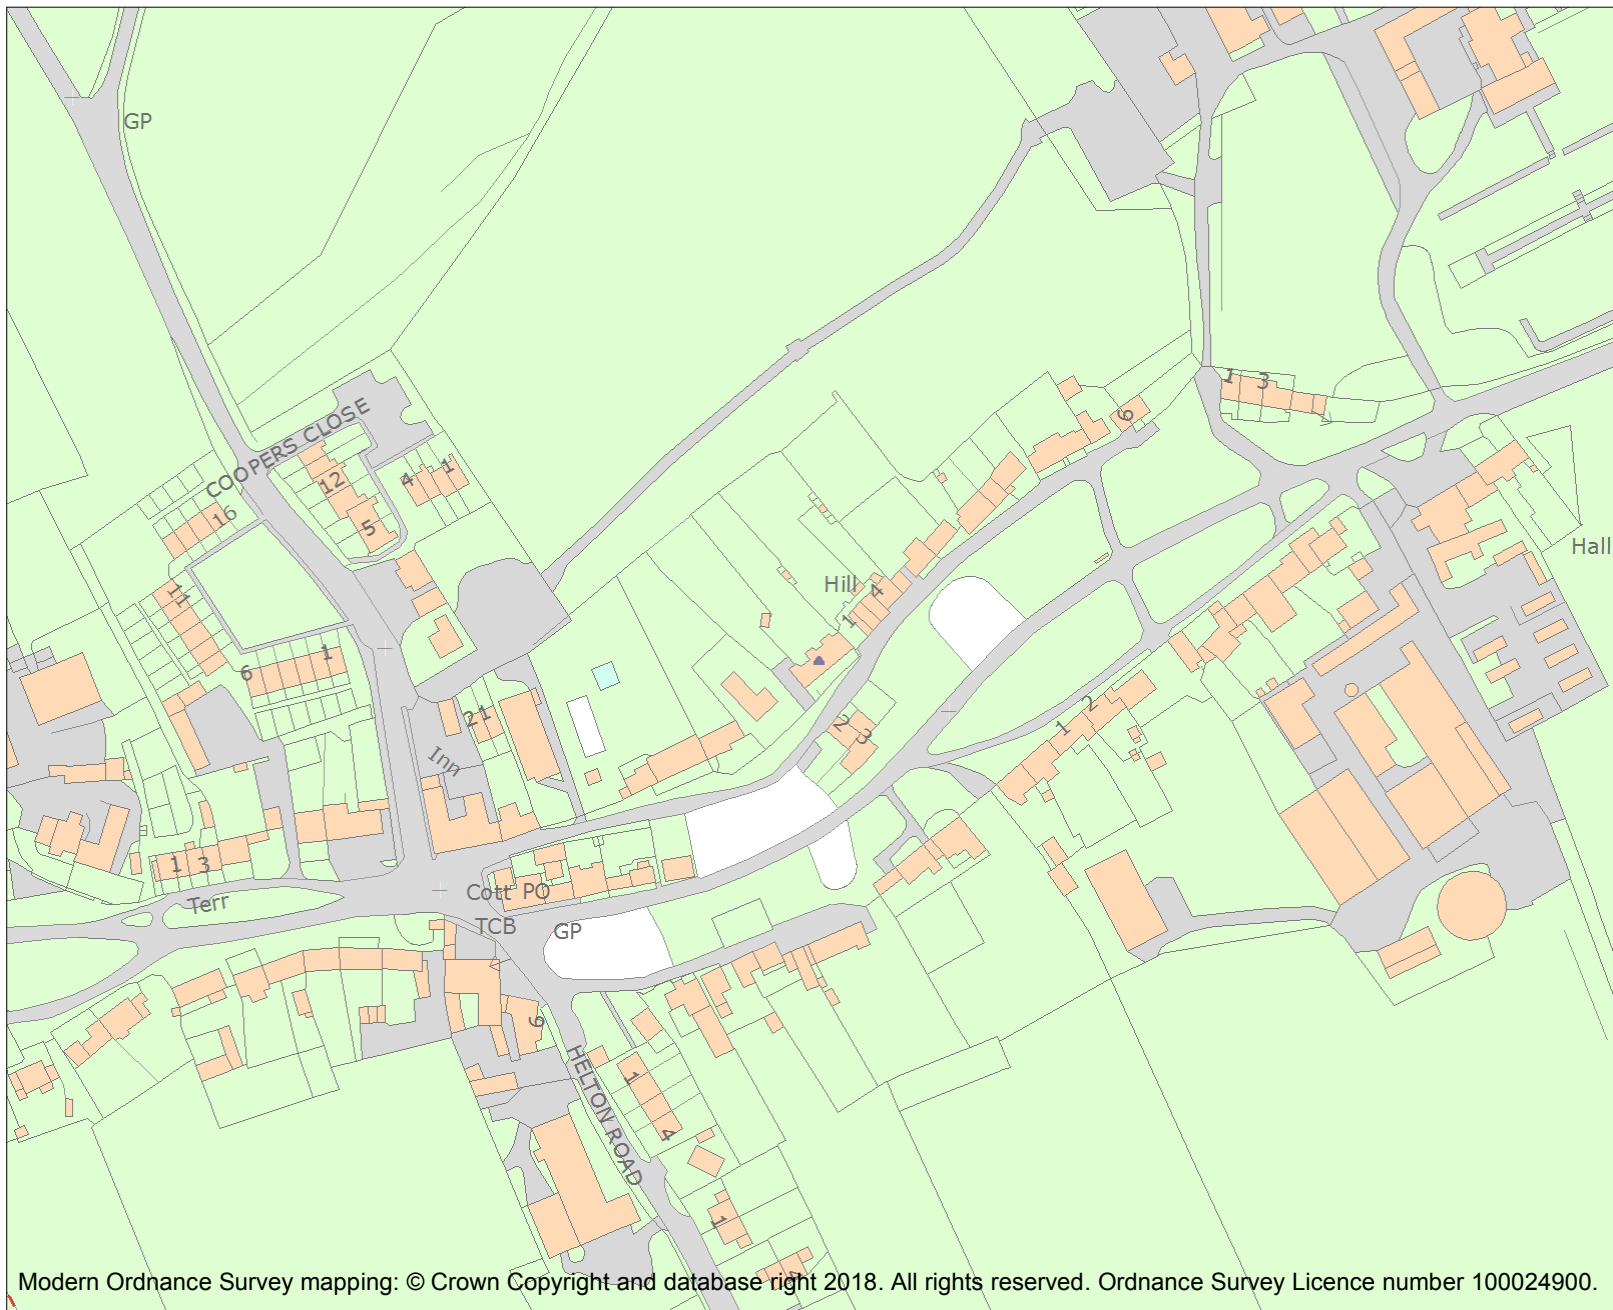 GP
1 3
COOPERS CLOSE
6
12
4 1
16
5
Hall
Hill
11
1 4
6 1
21
2 3
1 2
Inn
1 3
Cott PO
Terr
TCB
GP
9
HELTON ROAD
1
4
1
4
Modern Ordnance Survey mapping: © Crown Copyright and database right 2018. All rights reserved. Ordnance Survey Licence number 100024900.